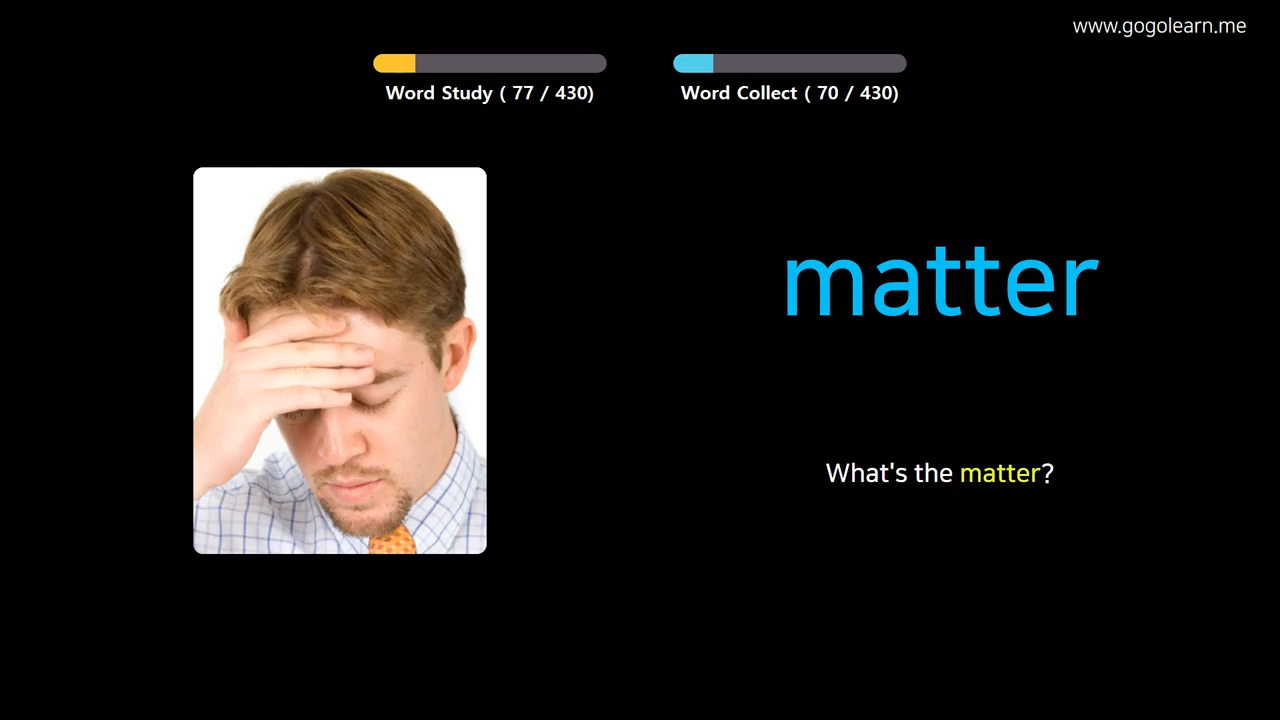 www.gogolearn.me
Word Study ( 77 / 430)
Word Collect ( 70 / 430)
matter
What's the matter?